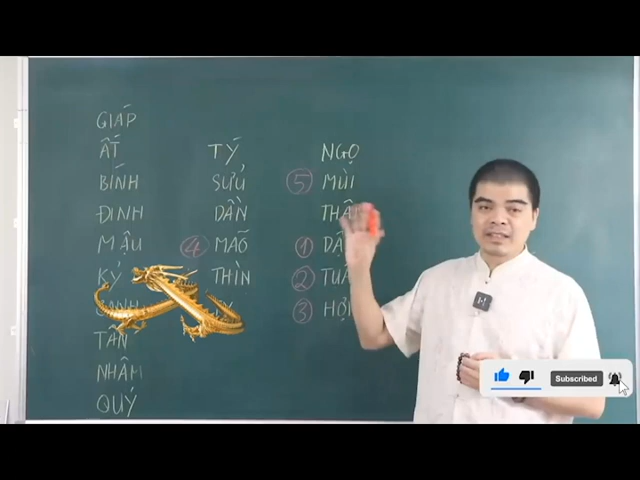 GIÁP
ẤT
BÍNH
ĐINH
MẬU
KỶ
TÂN
NHÂM
QUÝ
TÝ
SỬU
DẦN
④ MÃO
THÌN
NGỌ
⑤ MÙI
①
②
③
Subscribed